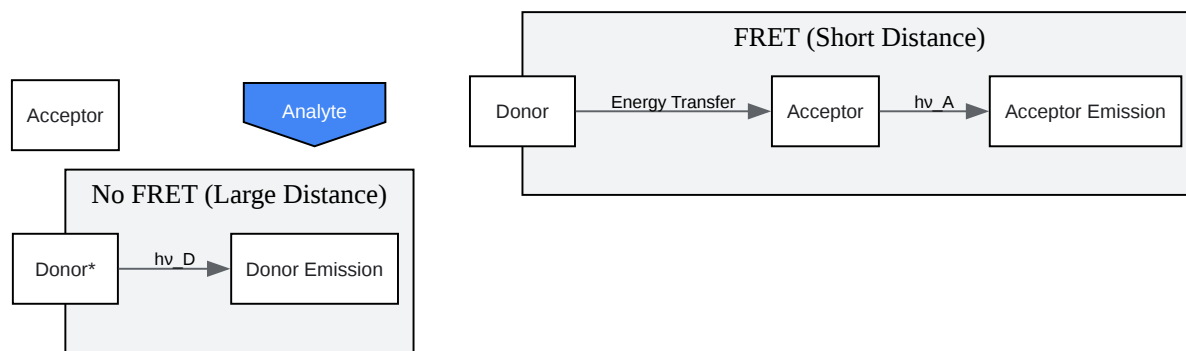 FRET (Short Distance)
Donor
Energy Transfer
Acceptor
hν_A
Acceptor Emission
Acceptor
Analyte
No FRET (Large Distance)
Donor*
hν_D
Donor Emission